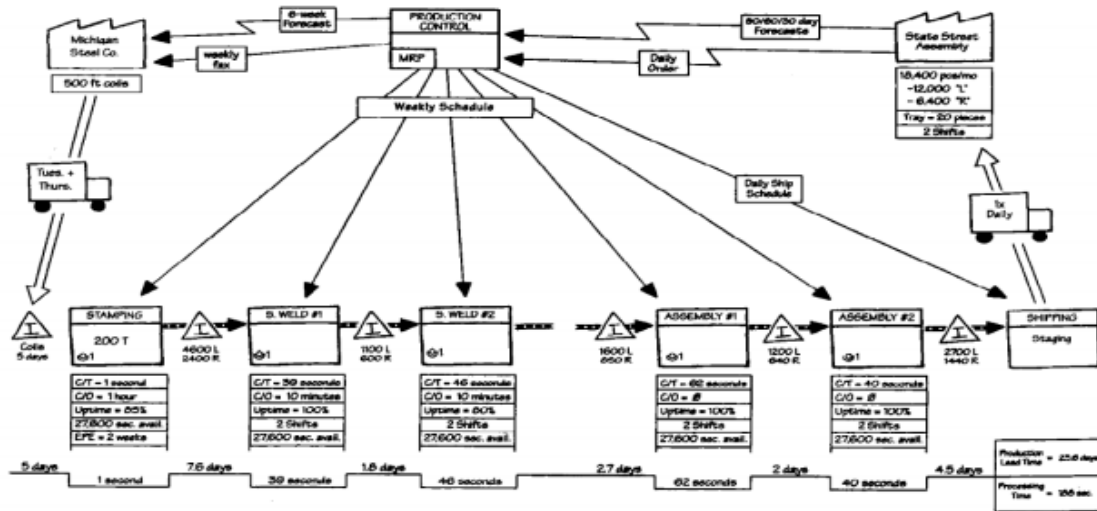 Michigan
Steel Co.
500 ft coils
6-week
Forecast
weekly
fax
PRODUCTION
CONTROL
MRP
90/60/30 day
Forecasts
Daily
Order
State Street
Assembly
18,400 pcs/mo
-12,000 "L"
- 6,400 "R"
Tray = 20 pieces
2 Shifts
Weekly Schedule
Tues. +
Thurs.
Daily Ship
Schedule
1x
Daily
I
Coils
5 days
STAMPING
200 T
1
I
4600 L
2400 R
S. WELD #1
1
I
1100 L
600 R
S. WELD #2
1
I
1600 L
850 R
ASSEMBLY #1
1
I
1200 L
640 R
ASSEMBLY #2
1
I
2700 L
1440 R
SHIPPING
Staging
C/T = 1 second
C/O = 1 hour
Uptime = 85%
27,600 sec. avail.
EPE = 2 weeks
C/T = 39 seconds
C/O = 10 minutes
Uptime = 100%
2 Shifts
27,600 sec. avail.
C/T = 46 seconds
C/O = 10 minutes
Uptime = 80%
2 Shifts
27,600 sec. avail.
C/T = 62 seconds
C/O = Ø
Uptime = 100%
2 Shifts
27,600 sec. avail.
C/T = 40 seconds
C/O = Ø
Uptime = 100%
2 Shifts
27,600 sec. avail.
5 days
1 second
7.6 days
39 seconds
1.8 days
46 seconds
2.7 days
62 seconds
2 days
40 seconds
4.5 days
Production
Lead Time = 23.6 days
Processing
Time = 188 sec.